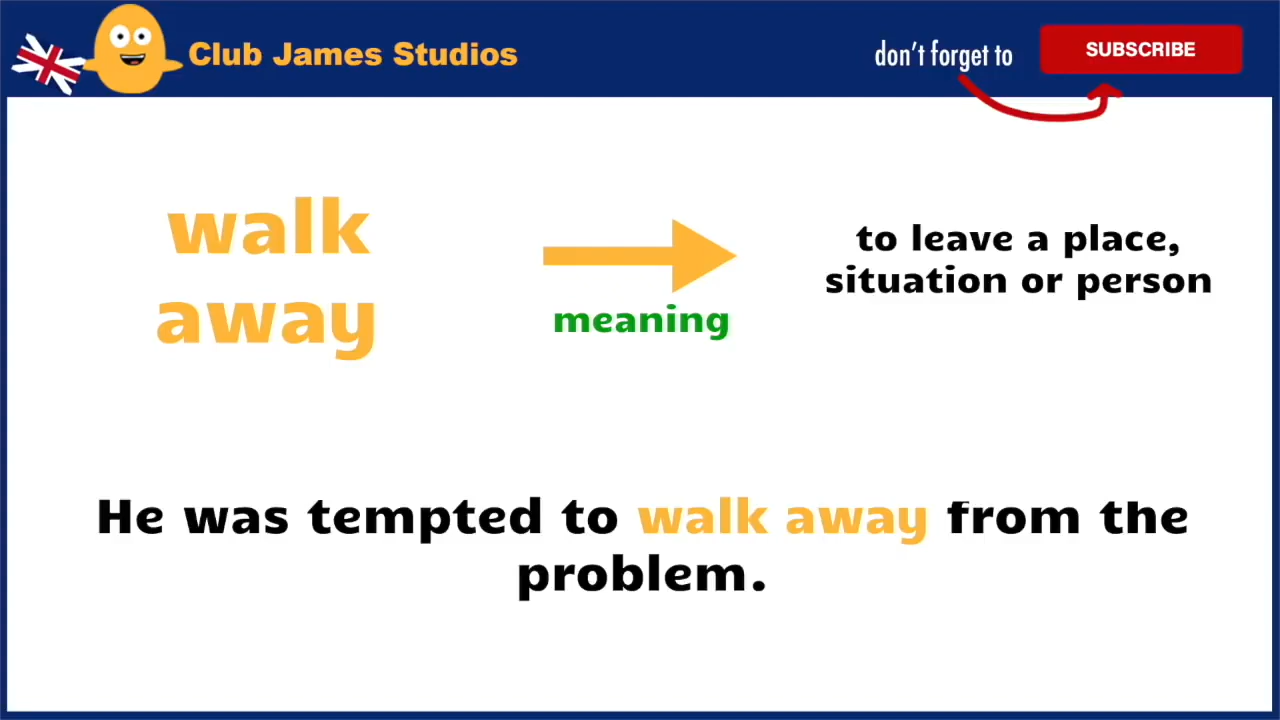 Club James Studios
don't forget to
SUBSCRIBE
walk
away
meaning
to leave a place,
situation or person
He was tempted to walk away from the
problem.